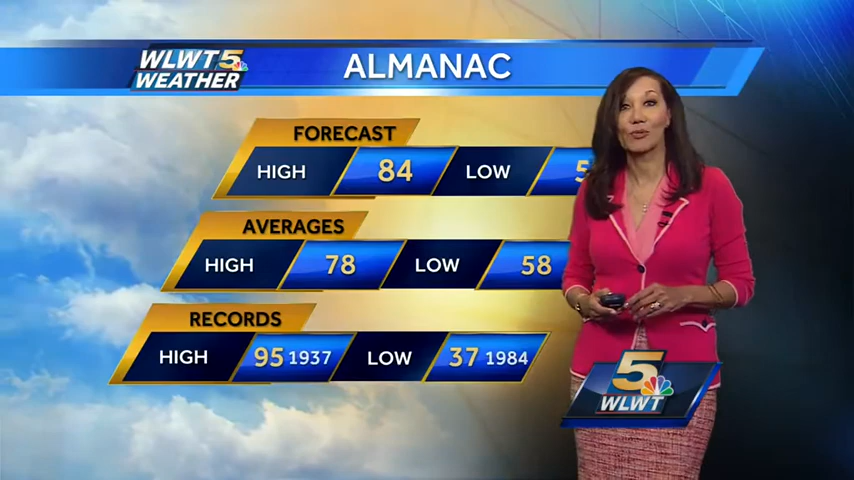 WLWT 5
WEATHER
ALMANAC
FORECAST
HIGH 84 LOW
AVERAGES
HIGH 78 LOW 58
RECORDS
HIGH 95 1937 LOW 37 1984
5
WLWT